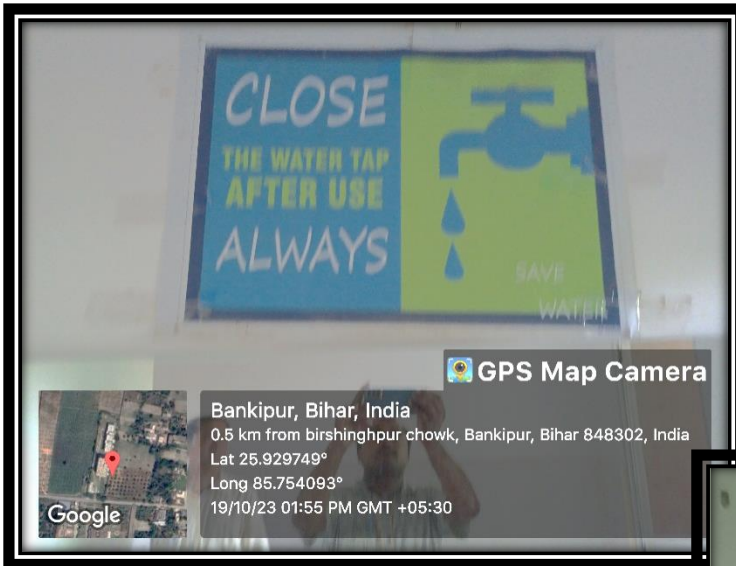 CLOSE
THE WATER TAP
AFTER USE
ALWAYS
SAVE
WATER
GPS Map Camera
Bankipur, Bihar, India
0.5 km from birshinghpur chowk, Bankipur, Bihar 848302, India
Lat 25.929749°
Long 85.754093°
19/10/23 01:55 PM GMT +05:30
Google